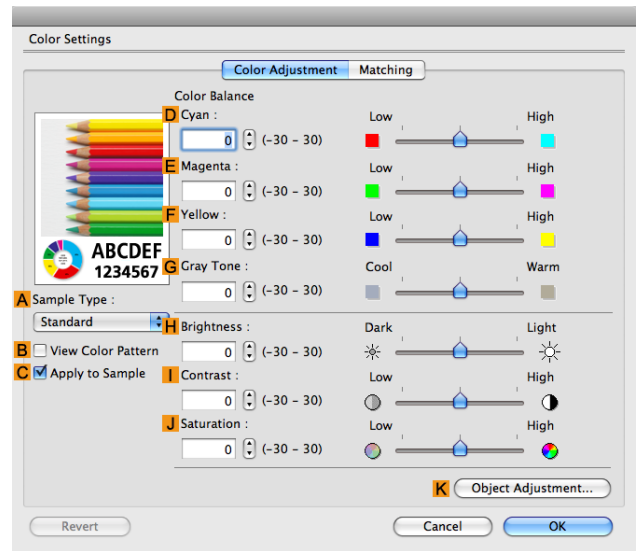 Color Settings
Color Adjustment Matching
Color Balance
D Cyan : Low High
0 (-30 – 30)
E Magenta : Low High
0 (-30 – 30)
F Yellow : Low High
0 (-30 – 30)
ABCDEF
1234567
G Gray Tone : Cool Warm
0 (-30 – 30)
A Sample Type :
Standard
H Brightness : Dark Light
B View Color Pattern
0 (-30 – 30)
C Apply to Sample
I Contrast : Low High
0 (-30 – 30)
J Saturation : Low High
0 (-30 – 30)
K Object Adjustment...
Revert Cancel OK